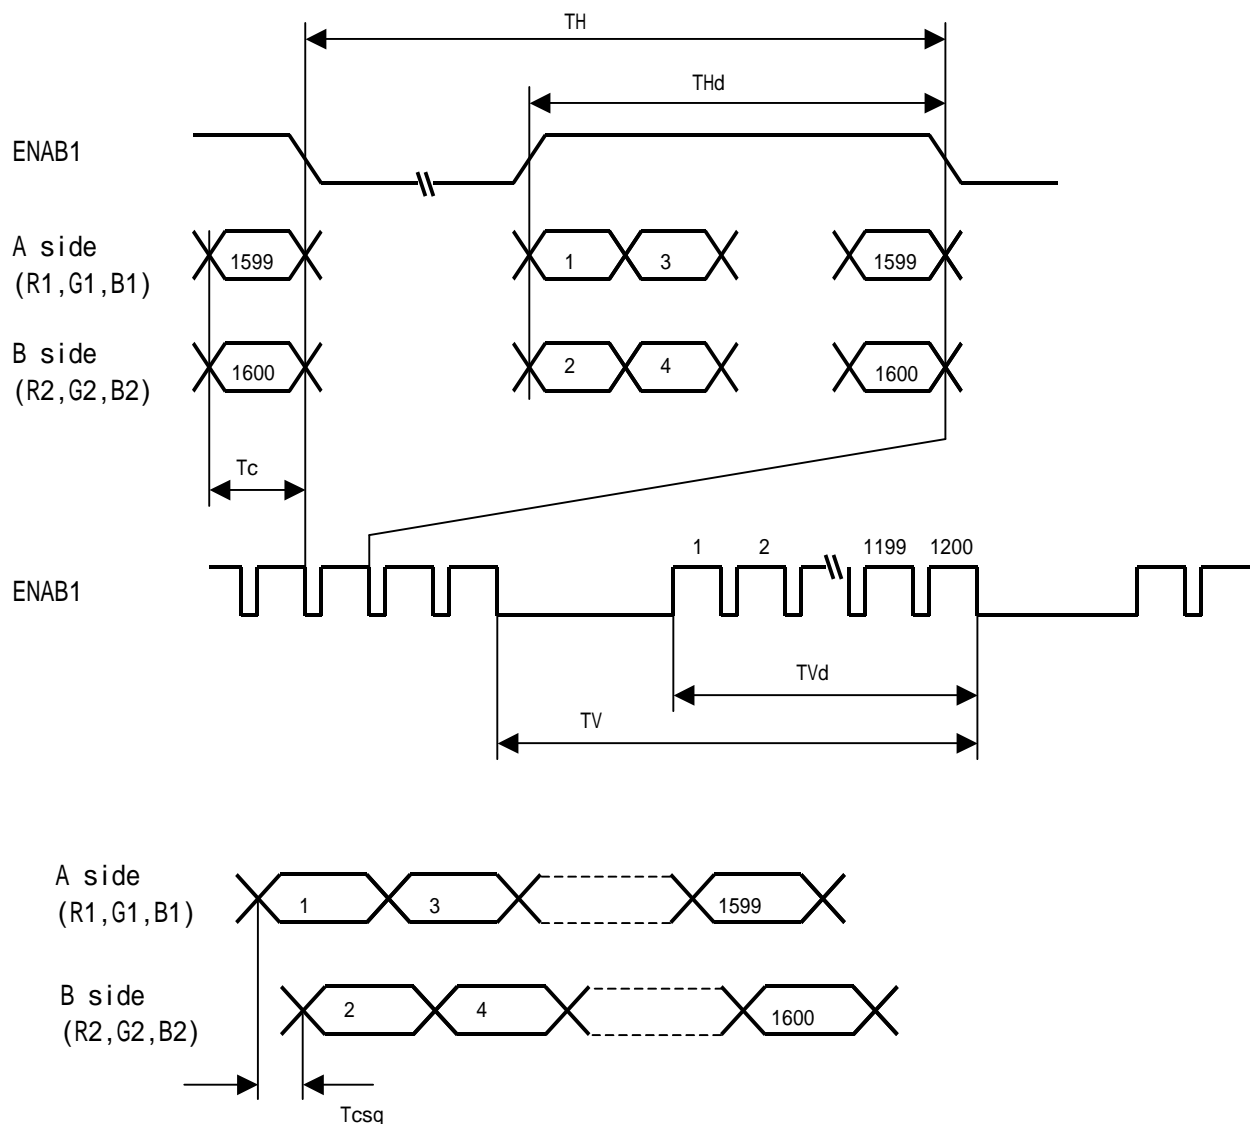 TH
THd
ENAB1
A side
(R1,G1,B1)
1599 1 3 1599
B side
(R2,G2,B2)
1600 2 4 1600
Tc
1 2 1199 1200
ENAB1
TVd
TV
A side
(R1,G1,B1)
1 3 1599
B side
(R2,G2,B2)
2 4 1600
Tcsq